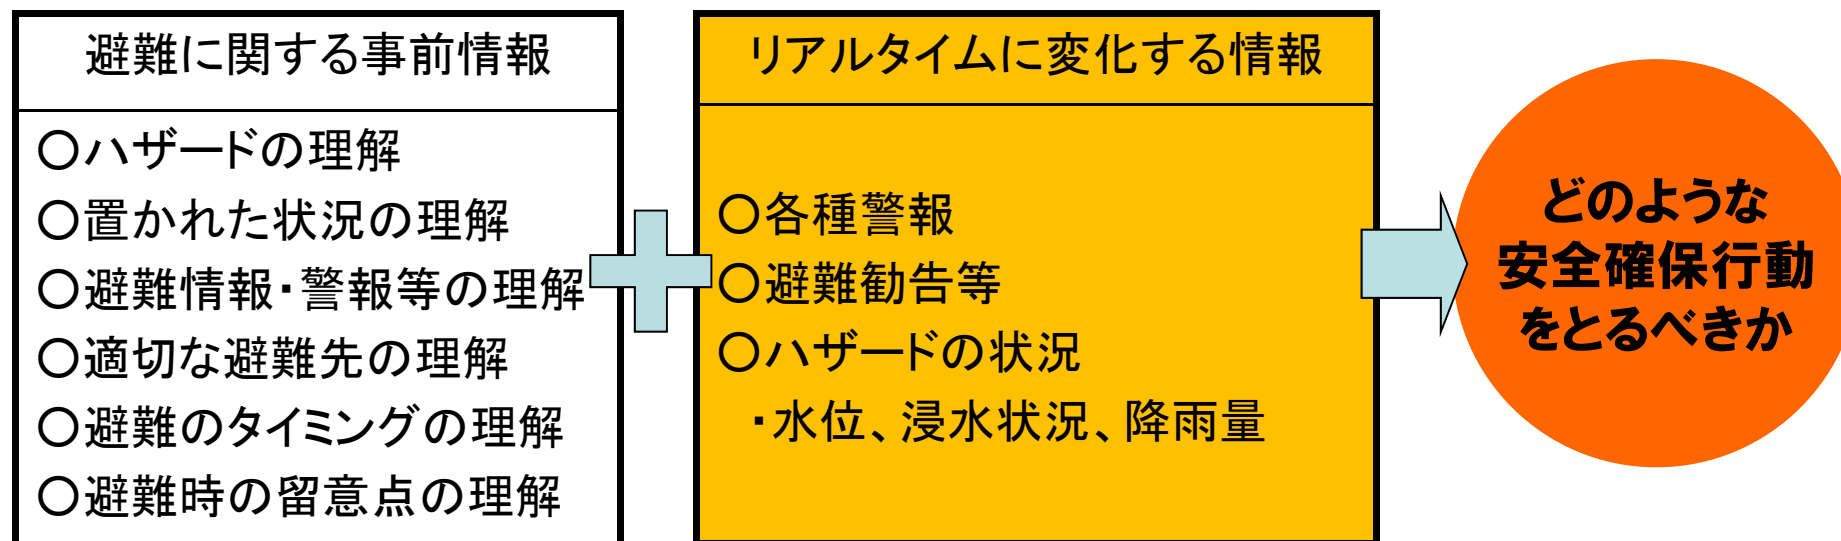 避難に関する事前情報
○ハザードの理解
○置かれた状況の理解
○避難情報・警報等の理解
○適切な避難先の理解
○避難のタイミングの理解
○避難時の留意点の理解
リアルタイムに変化する情報
○各種警報
○避難勧告等
○ハザードの状況
・水位、浸水状況、降雨量
どのような
安全確保行動
をとるべきか